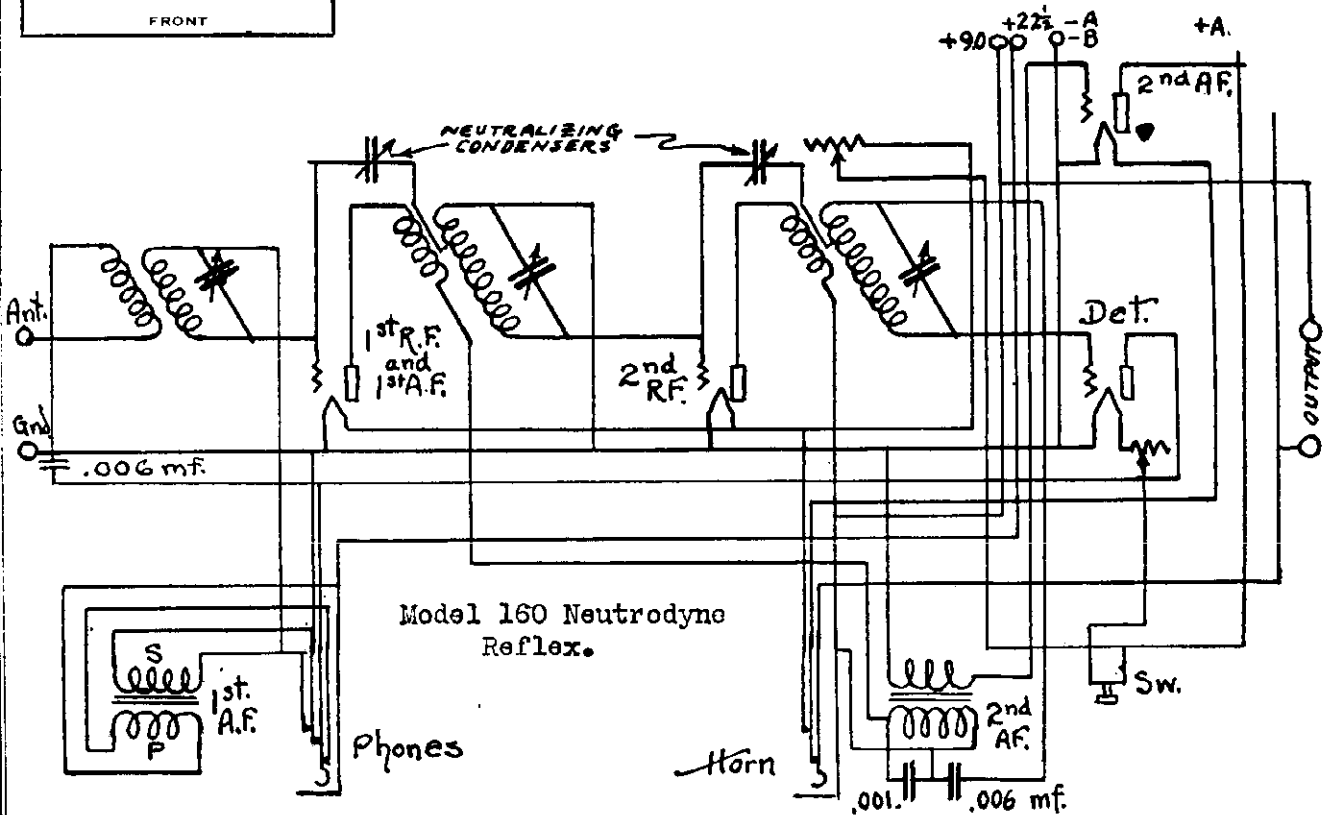 FRONT
+90
+22½
-A
-B
+A.
2nd AF.
NEUTRALIZING
CONDENSERS
Ant.
1st R.F.
and
1st A.F.
2nd
RF.
Det.
OUTPUT
Gnd
.006 mf.
Model 160 Neutrodyne
Reflex.
S
1st.
A.F.
P
Phones
Horn
2nd
AF.
Sw.
.001.
.006 mf.